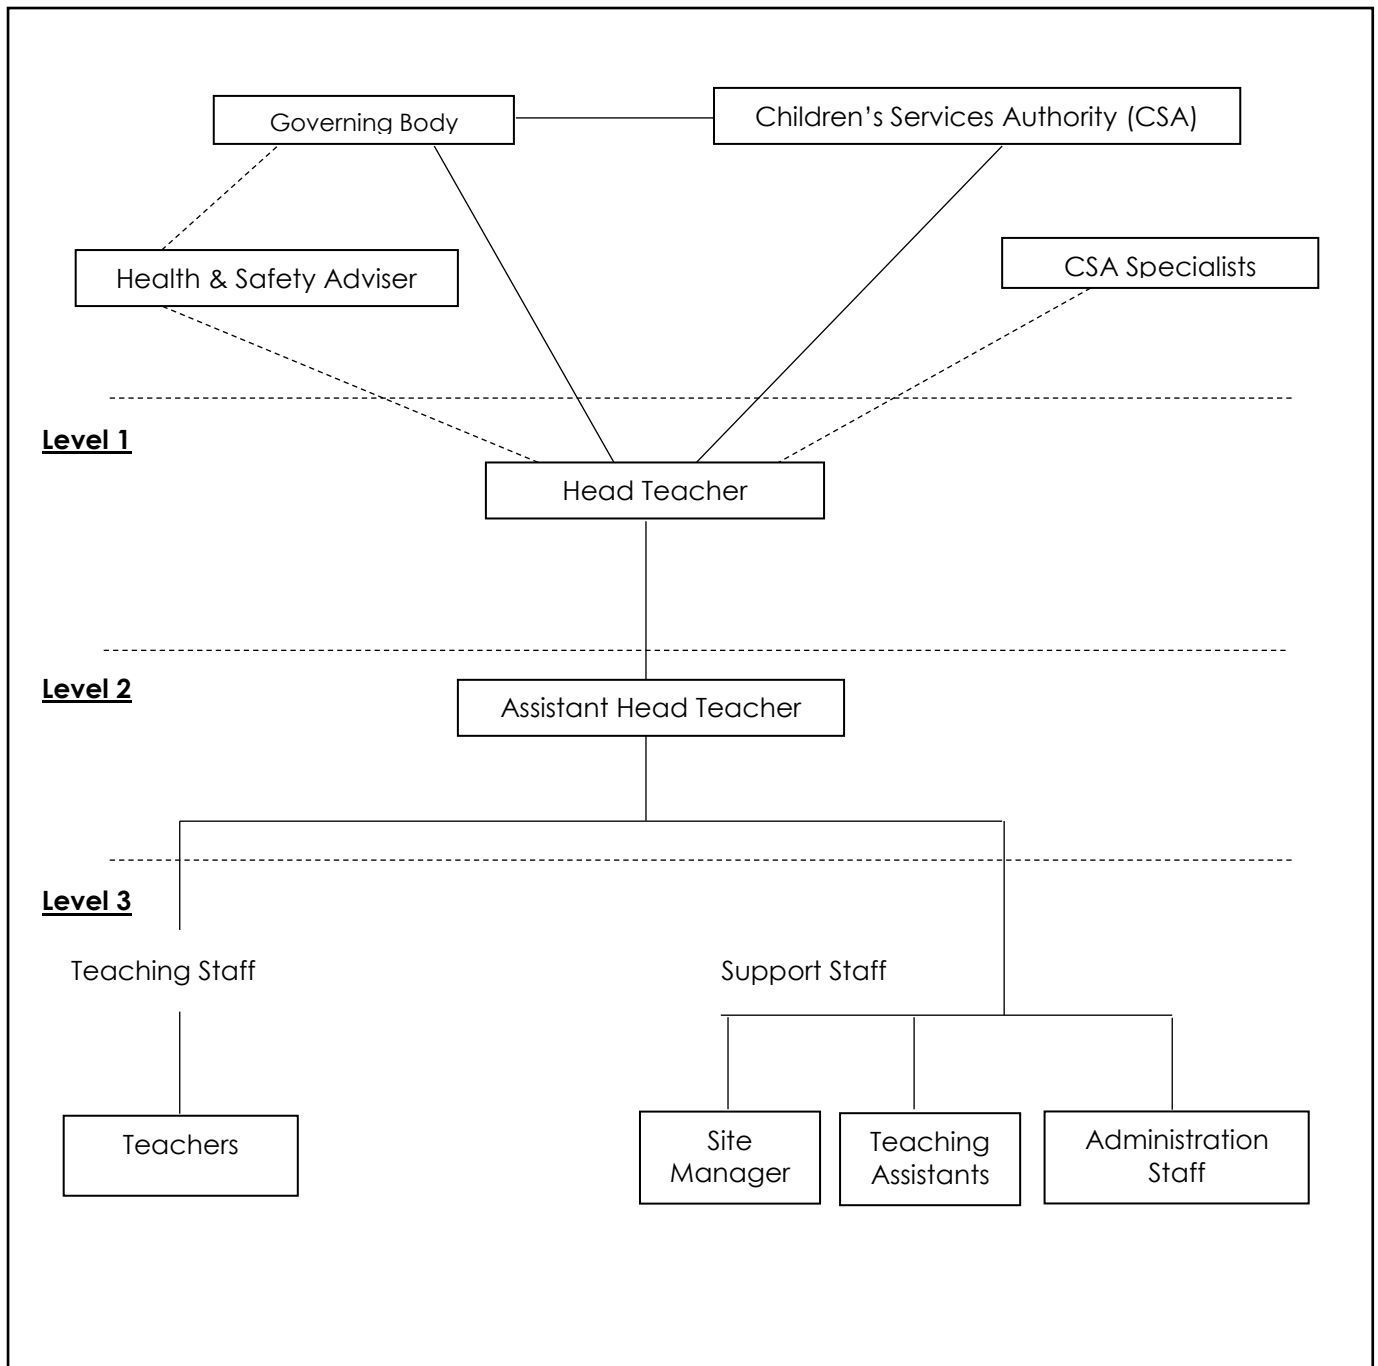 Governing Body
Children’s Services Authority (CSA)
Health & Safety Adviser
CSA Specialists
Level 1
Head Teacher
Level 2
Assistant Head Teacher
Level 3
Teaching Staff
Support Staff
Teachers
Site
Manager
Teaching
Assistants
Administration
Staff